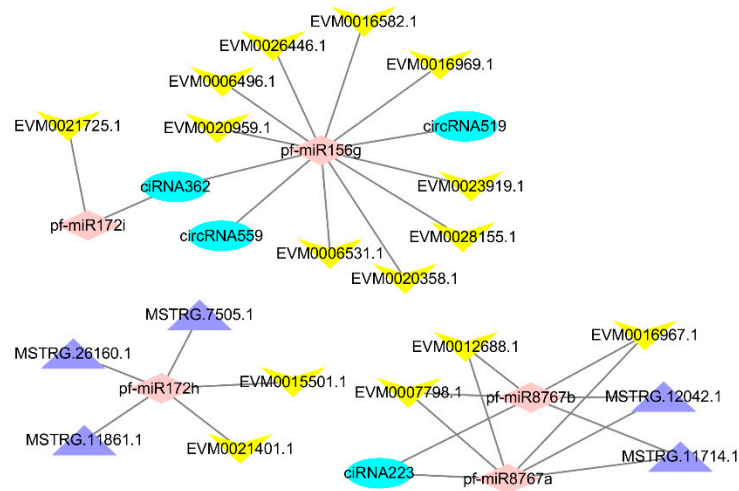 EVM0016582.1
EVM0026446.1
EVM0016969.1
EVM0006496.1
EVM0021725.1
EVM0020959.1
circRNA519
pf-miR156g
ciRNA362
EVM0023919.1
pf-miR172i
circRNA559
EVM0028155.1
EVM0006531.1
EVM0020358.1
MSTRG.7505.1
MSTRG.26160.1
pf-miR172h
EVM0015501.1
MSTRG.11861.1
EVM0021401.1
EVM0016967.1
EVM0012688.1
EVM0007798.1
pf-miR8767b
MSTRG.12042.1
MSTRG.11714.1
ciRNA223
pf-miR8767a